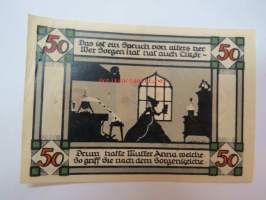 50 50
Das ist ein Spruch von alters her
Wer Sorgen hat hat auch Likör -
Drum hatte Mutter Anna welche
So griff Sie nach dem Sorgenkelche
50 50